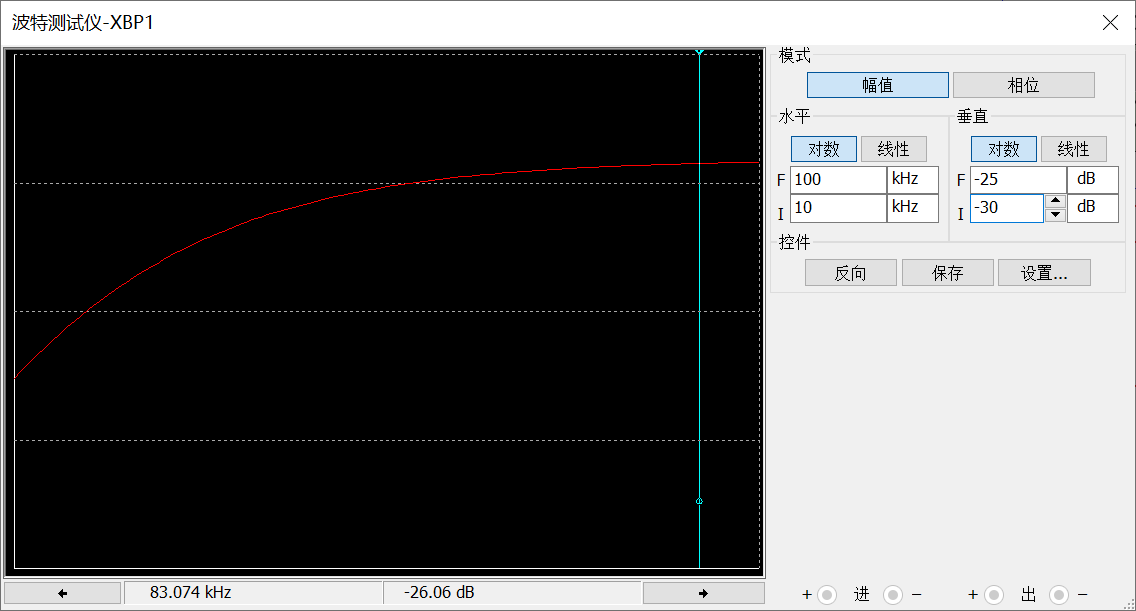 波特测试仪-XBP1
模式
幅值 相位
水平 垂直
对数 线性 对数 线性
F 100 kHz F -25 dB
I 10 kHz I -30 dB
控件
反向 保存 设置...
83.074 kHz -26.06 dB
+ 进 − + 出 −